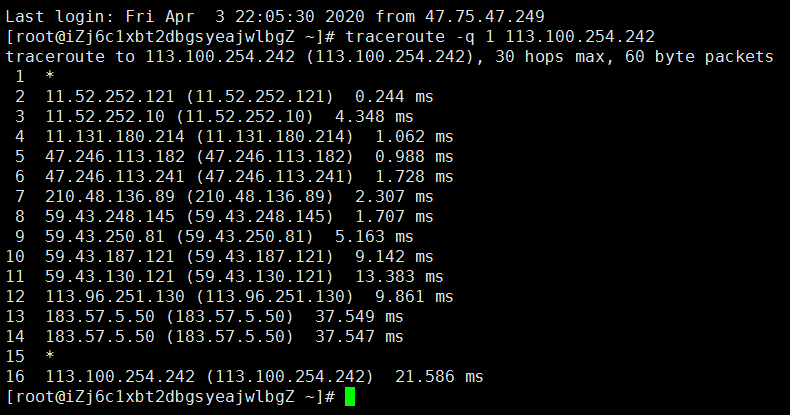 Last login: Fri Apr  3 22:05:30 2020 from 47.75.47.249
[root@iZj6c1xbt2dbgsyeajwlbgZ ~]# traceroute -q 1 113.100.254.242
traceroute to 113.100.254.242 (113.100.254.242), 30 hops max, 60 byte packets
 1  *
 2  11.52.252.121 (11.52.252.121)  0.244 ms
 3  11.52.252.10 (11.52.252.10)  4.348 ms
 4  11.131.180.214 (11.131.180.214)  1.062 ms
 5  47.246.113.182 (47.246.113.182)  0.988 ms
 6  47.246.113.241 (47.246.113.241)  1.728 ms
 7  210.48.136.89 (210.48.136.89)  2.307 ms
 8  59.43.248.145 (59.43.248.145)  1.707 ms
 9  59.43.250.81 (59.43.250.81)  5.163 ms
10  59.43.187.121 (59.43.187.121)  9.142 ms
11  59.43.130.121 (59.43.130.121)  13.383 ms
12  113.96.251.130 (113.96.251.130)  9.861 ms
13  183.57.5.50 (183.57.5.50)  37.549 ms
14  183.57.5.50 (183.57.5.50)  37.547 ms
15  *
16  113.100.254.242 (113.100.254.242)  21.586 ms
[root@iZj6c1xbt2dbgsyeajwlbgZ ~]#